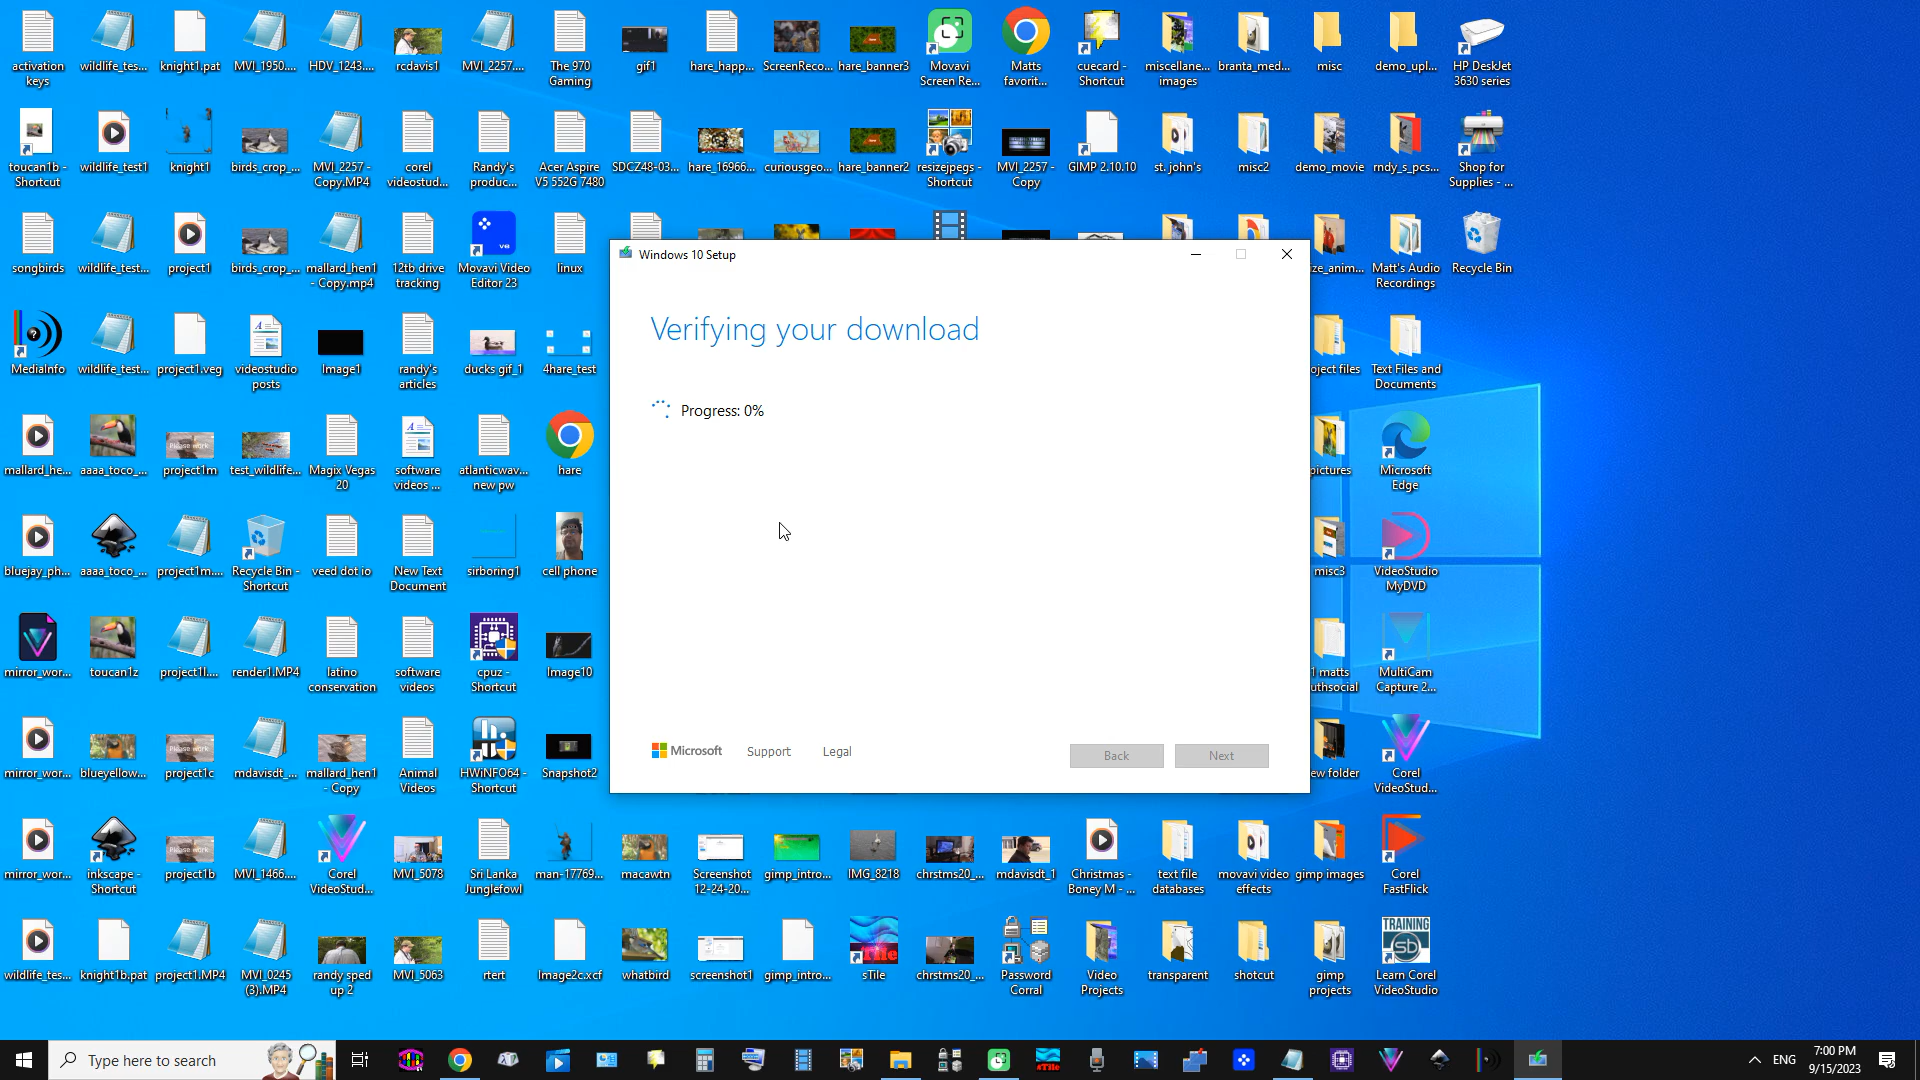 activation
keys
wildlife_tes...
knight1.pat
MVI_1950....
HDV_1243....
rcdavis1
MVI_2257....
The 970
Gaming
gif1
hare_happ...
ScreenReco...
hare_banner3
Movavi
Screen Re...
Matts
favorit...
cuecard -
Shortcut
miscellane...
images
branta_med...
misc
demo_upl...
HP DeskJet
3630 series
toucan1b -
Shortcut
wildlife_test1
knight1
birds_crop_...
MVI_2257 -
Copy.MP4
corel
videostud...
Randy's
produc...
Acer Aspire
V5 552G 7480
SDCZ48-03...
hare_16966...
curiousgeo...
hare_banner2
resizejpegs -
Shortcut
MVI_2257 -
Copy
GIMP 2.10.10
st. john's
misc2
demo_movie
rndy_s_pcs...
Shop for
Supplies - ...
songbirds
wildlife_test...
project1
birds_crop_...
mallard_hen1
- Copy.mp4
12tb drive
tracking
Movavi Video
Editor 23
linux
ize_anim...
Matt's Audio
Recordings
Recycle Bin
Windows 10 Setup
Verifying your download
Progress: 0%
Microsoft
Support
Legal
Back
Next
MediaInfo
wildlife_tes...
project1.veg
videostudio
posts
Image1
randy's
articles
ducks gif_1
4hare_test
oject files
Text Files and
Documents
mallard_he...
aaaa_toco_...
project1m
test_wildlife...
Magix Vegas
20
software
videos ...
atlanticwav...
new pw
hare
pictures
Microsoft
Edge
bluejay_ph...
aaaa_toco_...
project1m....
Recycle Bin -
Shortcut
veed dot io
New Text
Document
sirboring1
cell phone
misc3
VideoStudio
MyDVD
mirror_wor...
toucan1z
project1l....
render1.MP4
latino
conservation
software
videos
cpuz -
Shortcut
Image10
1 matts
uthsocial
MultiCam
Capture 2...
mirror_wor...
blueyellow...
project1c
mdavisdt_...
mallard_hen1
- Copy
Animal
Videos
HWiNFO64 -
Shortcut
Snapshot2
ew folder
Corel
VideoStud...
mirror_wor...
inkscape -
Shortcut
Please work
project1b
MVI_1466....
Corel
VideoStud...
MVI_5078
Sri Lanka
Junglefowl
man-17769...
macawtn
Screenshot
12-24-20...
gimp_intro...
IMG_8218
chrstms20_...
mdavisdt_1
Christmas -
Boney M - ...
text file
databases
movavi video
effects
gimp images
Corel
FastFlick
wildlife_tes...
knight1b.pat
project1.MP4
MVI_0245
(3).MP4
randy sped
up 2
MVI_5063
rtert
Image2c.xcf
whatbird
screenshot1
gimp_intro...
sTile
chrstms20_...
Password
Corral
Video
Projects
transparent
shotcut
gimp
projects
TRAINING
sb
Learn Corel
VideoStudio
Type here to search
ENG
7:00 PM
9/15/2023